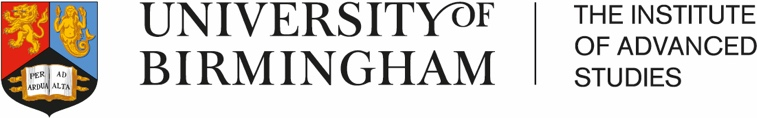 PER AD
ARDUA ALTA
UNIVERSITY OF
BIRMINGHAM
THE INSTITUTE
OF ADVANCED
STUDIES